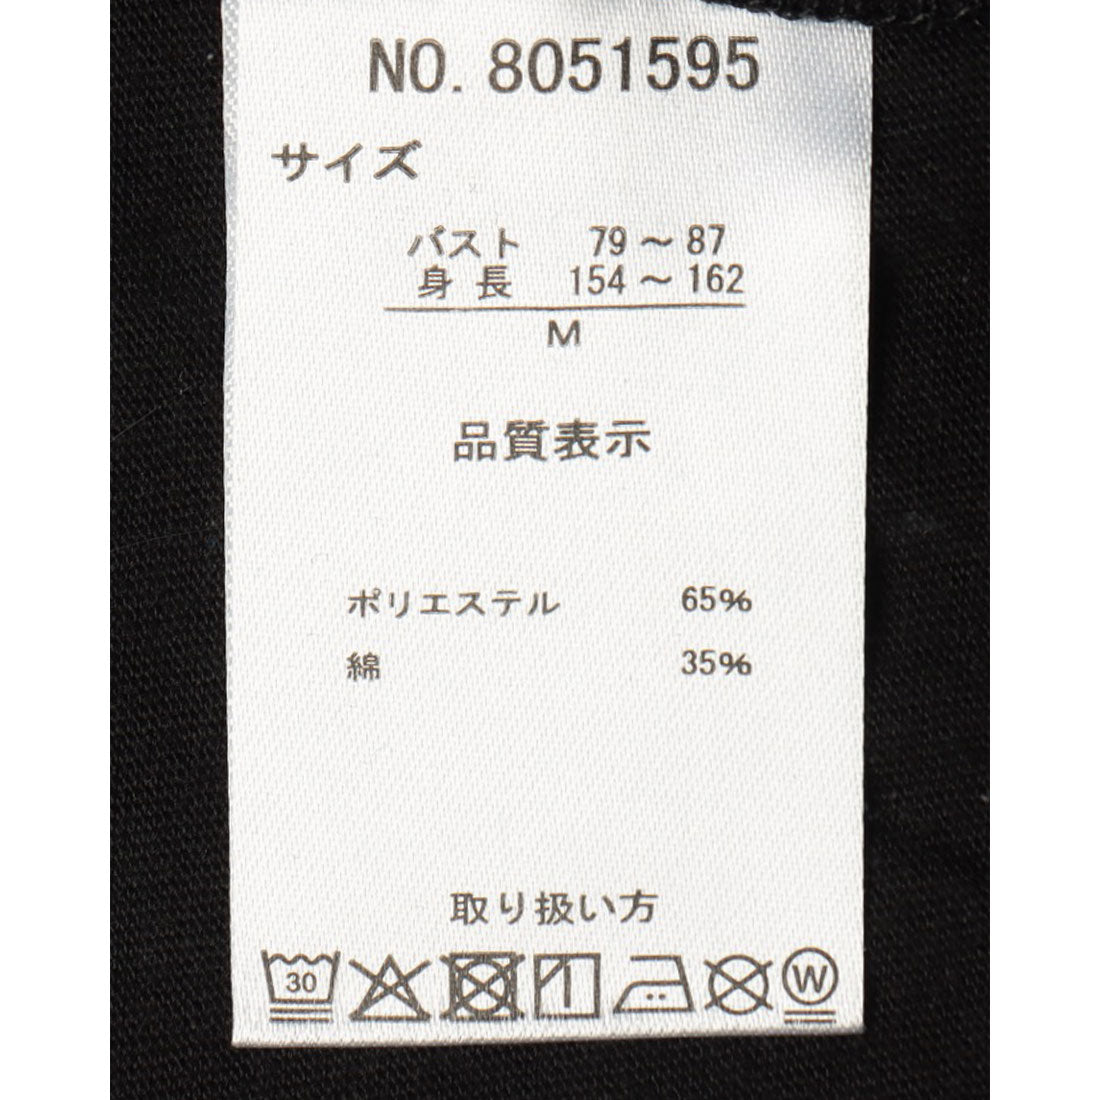 NO. 8051595
サイズ
バスト 79～87
身長 154～162
M
品質表示
ポリエステル 65%
綿 35%
取り扱い方
30 W